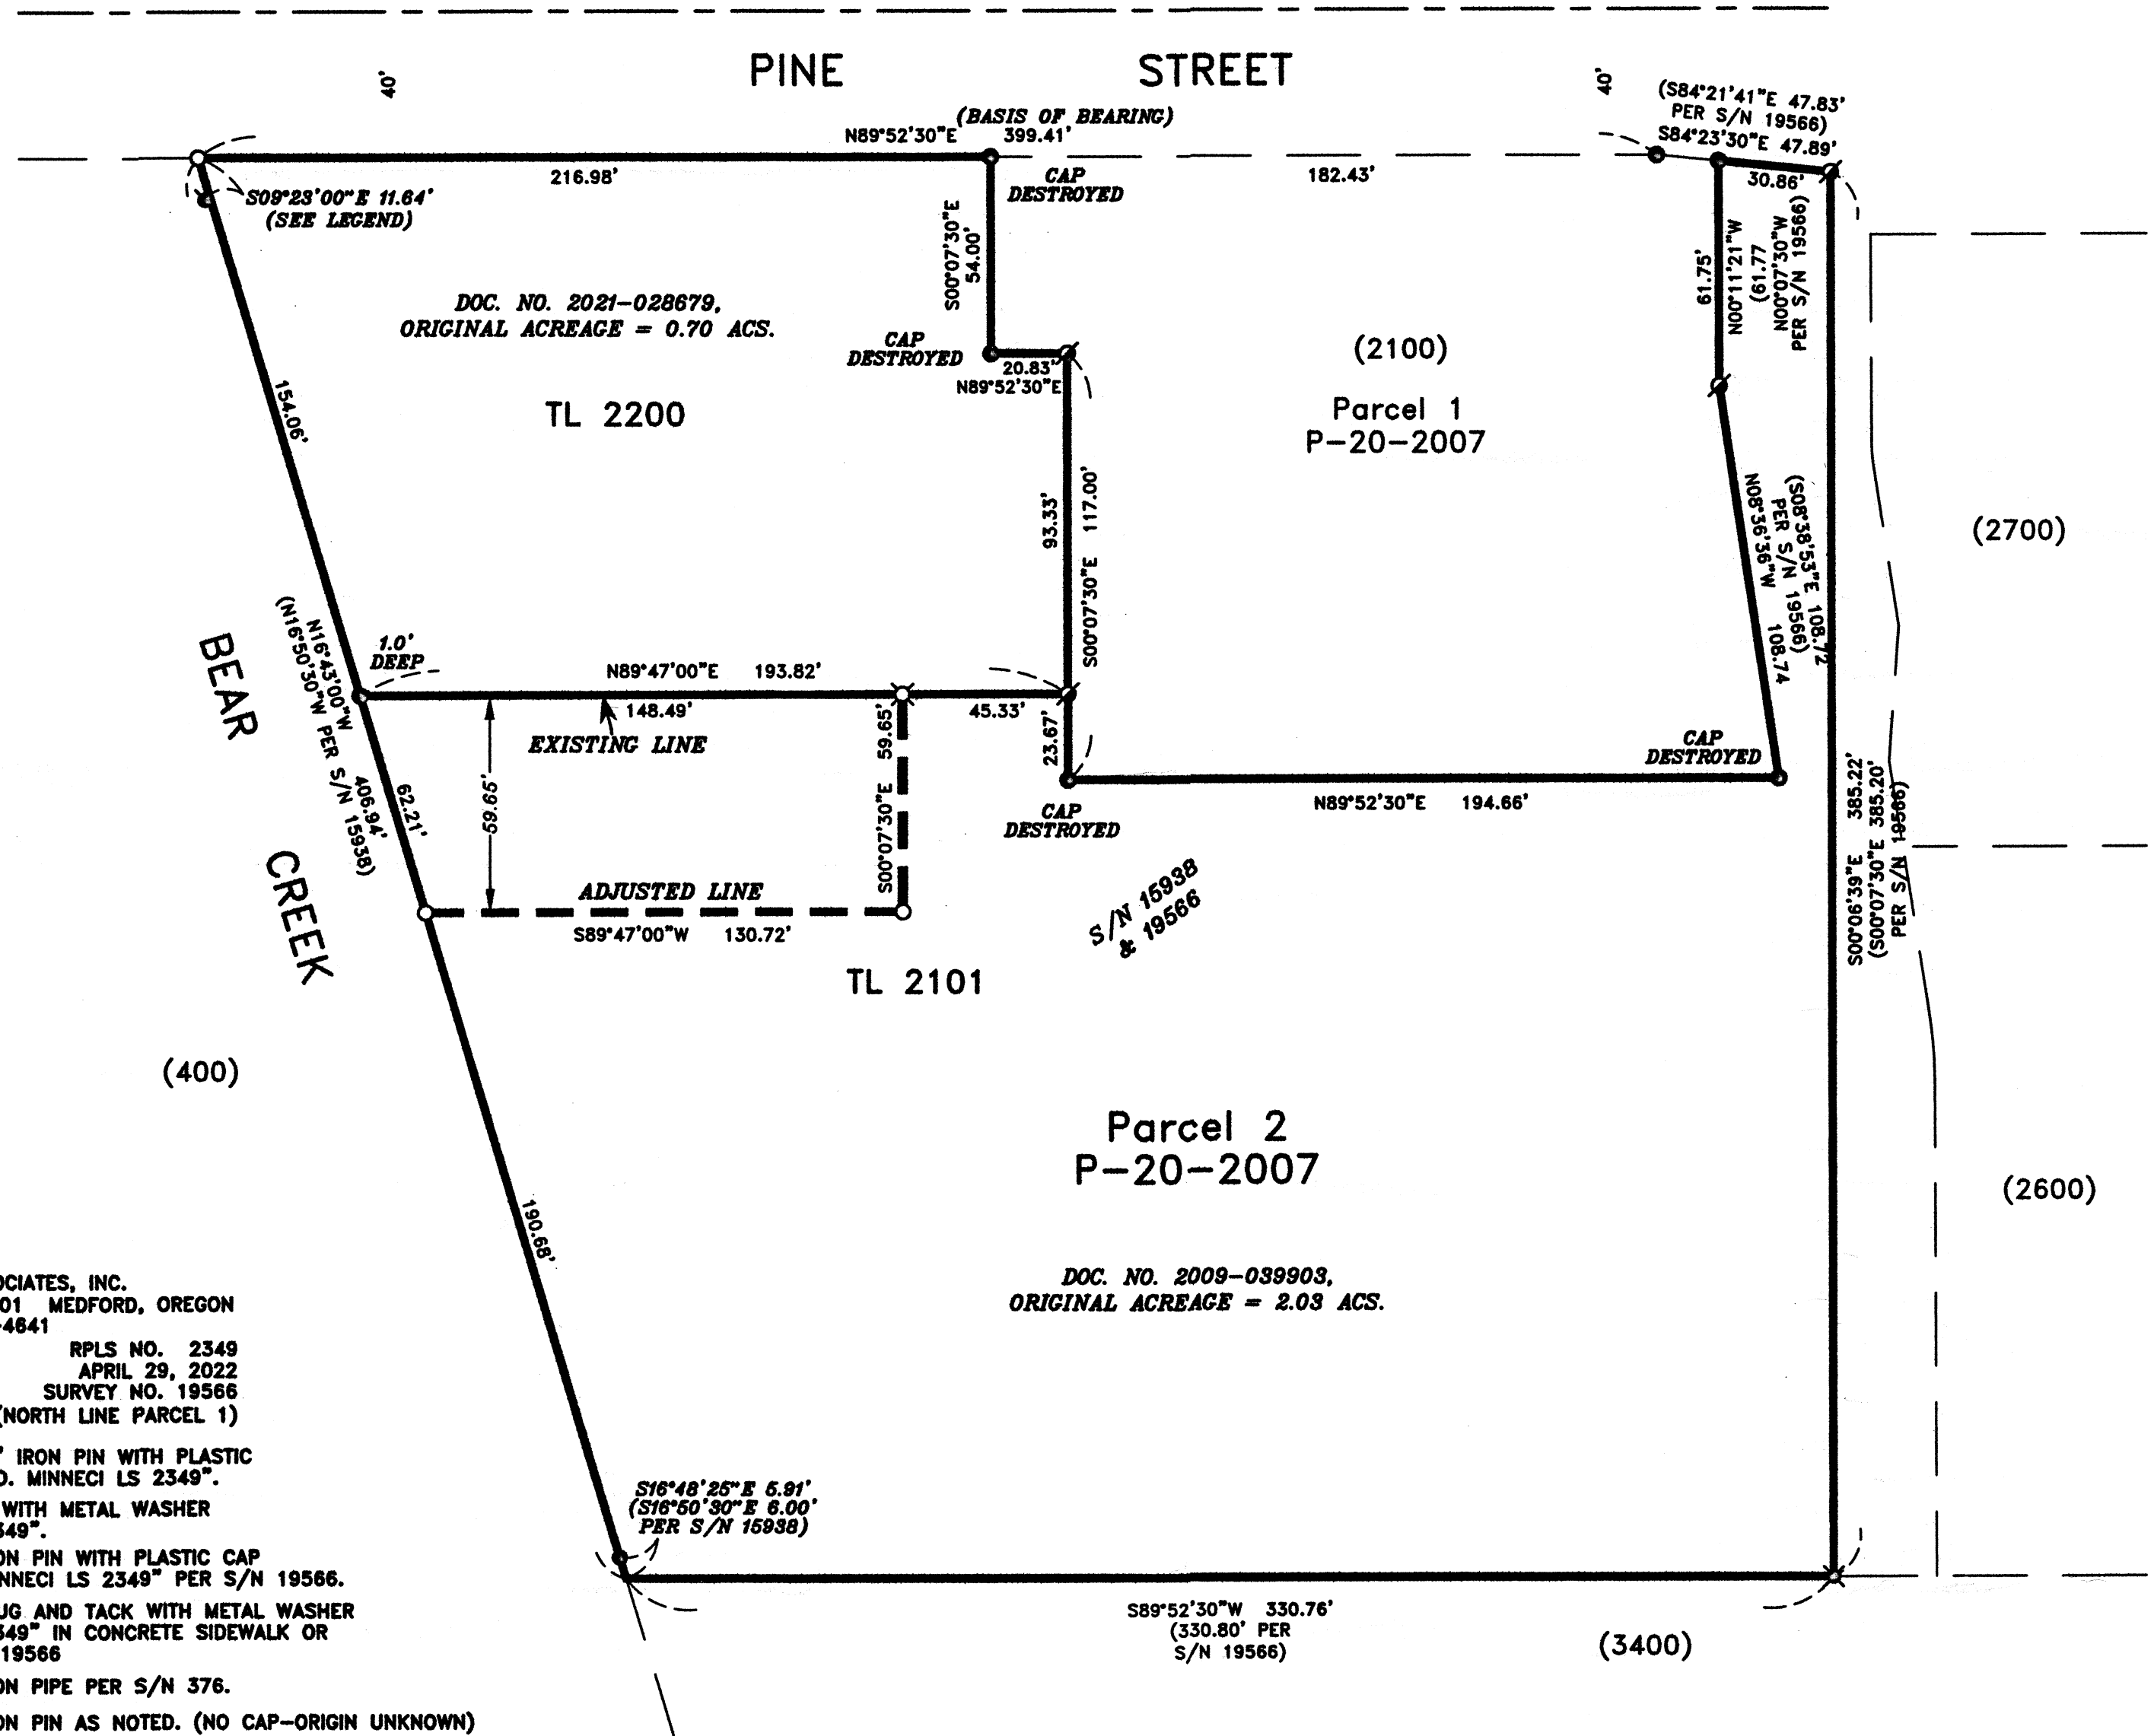 PINE STREET
40'
40'
(BASIS OF BEARING)
N89°52'30"E 399.41'
(S84°21'41"E 47.83'
PER S/N 19566)
S84°23'30"E 47.89'
216.98'
CAP
DESTROYED
182.43'
30.86'
S09°23'00"E 11.64'
(SEE LEGEND)
S00°07'30"E
54.00'
61.75'
N00°11'21"W
(61.77
N00°07'30"W
PER S/N 19566)
DOC. NO. 2021-028679,
ORIGINAL ACREAGE = 0.70 ACS.
CAP
DESTROYED
20.83'
N89°52'30"E
(2100)
TL 2200
Parcel 1
P-20-2007
154.06'
93.33'
S00°07'30"E 117.00'
(S08°38'53"E 108.72
PER S/N 19566)
N08°36'36"W 108.74
(2700)
BEAR CREEK
N16°43'00"W 406.94'
(N16°50'30"W PER S/N 15938)
1.0'
DEEP
N89°47'00"E 193.82'
148.49'
45.33'
EXISTING LINE
59.65'
S00°07'30"E 59.65'
23.67'
62.21'
CAP
DESTROYED
CAP
DESTROYED
N89°52'30"E 194.66'
S00°06'39"E 385.22'
(S00°07'30"E 385.20'
PER S/N 19566)
ADJUSTED LINE
S89°47'00"W 130.72'
S/N 15938
& 19566
TL 2101
(400)
Parcel 2
P-20-2007
(2600)
190.68'
DOC. NO. 2009-039903,
ORIGINAL ACREAGE = 2.03 ACS.
OCIATES, INC.
01 MEDFORD, OREGON
-4641
RPLS NO. 2349
APRIL 29, 2022
SURVEY NO. 19566
(NORTH LINE PARCEL 1)
" IRON PIN WITH PLASTIC
D. MINNECI LS 2349".
WITH METAL WASHER
349".
ON PIN WITH PLASTIC CAP
NNECI LS 2349" PER S/N 19566.
UG AND TACK WITH METAL WASHER
349" IN CONCRETE SIDEWALK OR
19566
ON PIPE PER S/N 376.
ON PIN AS NOTED. (NO CAP-ORIGIN UNKNOWN)
S16°48'25"E 5.91'
(S16°50'30"E 6.00'
PER S/N 15938)
S89°52'30"W 330.76'
(330.80' PER
S/N 19566)
(3400)